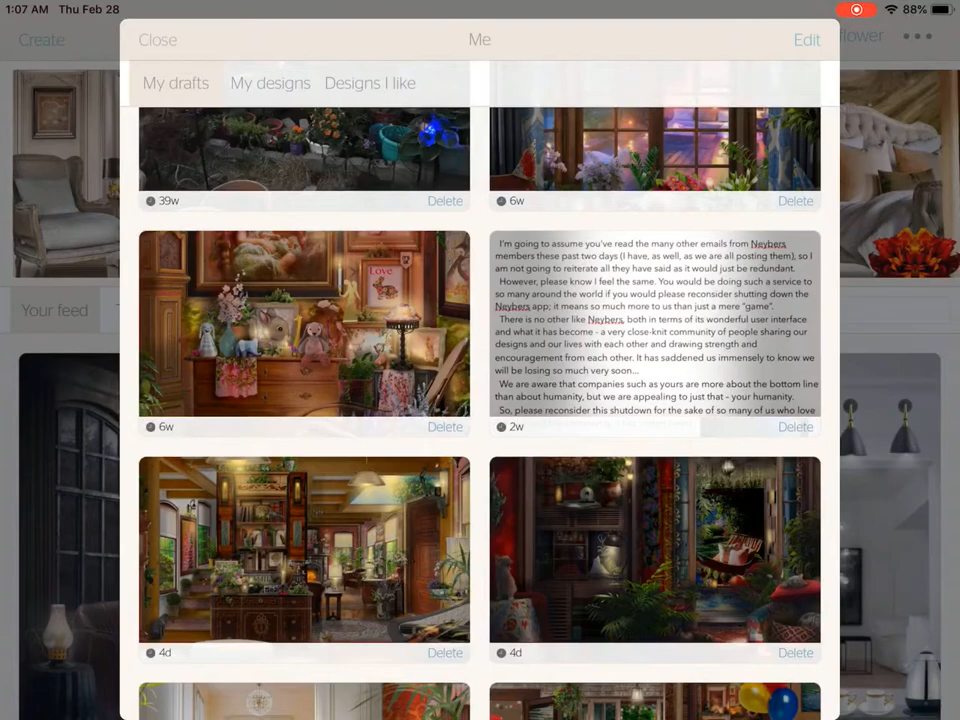 1:07 AM Thu Feb 28
88%
Create
Close
Me
Edit
flower
My drafts
My designs
Designs I like
39w
Delete
6w
Delete
Love
6w
Delete
I'm going to assume you've read the many other emails from Neybers
members these past two days (I have, as well, as we are all posting them), so I
am not going to reiterate all they have said as it would just be redundant.
However, please know I feel the same. You would be doing such a service to
so many around the world if you would please reconsider shutting down the
Neybers app; it means so much more to us than just a mere "game".
There is no other like Neybers, both in terms of its wonderful user interface
and what it has become - a very close-knit community of people sharing our
designs and our lives with each other and drawing strength and
encouragement from each other. It has saddened us immensely to know we
will be losing so much very soon...
We are aware that companies such as yours are more about the bottom line
than about humanity, but we are appealing to just that - your humanity.
So, please reconsider this shutdown for the sake of so many of us who love
2w
Delete
Your feed
4d
Delete
4d
Delete